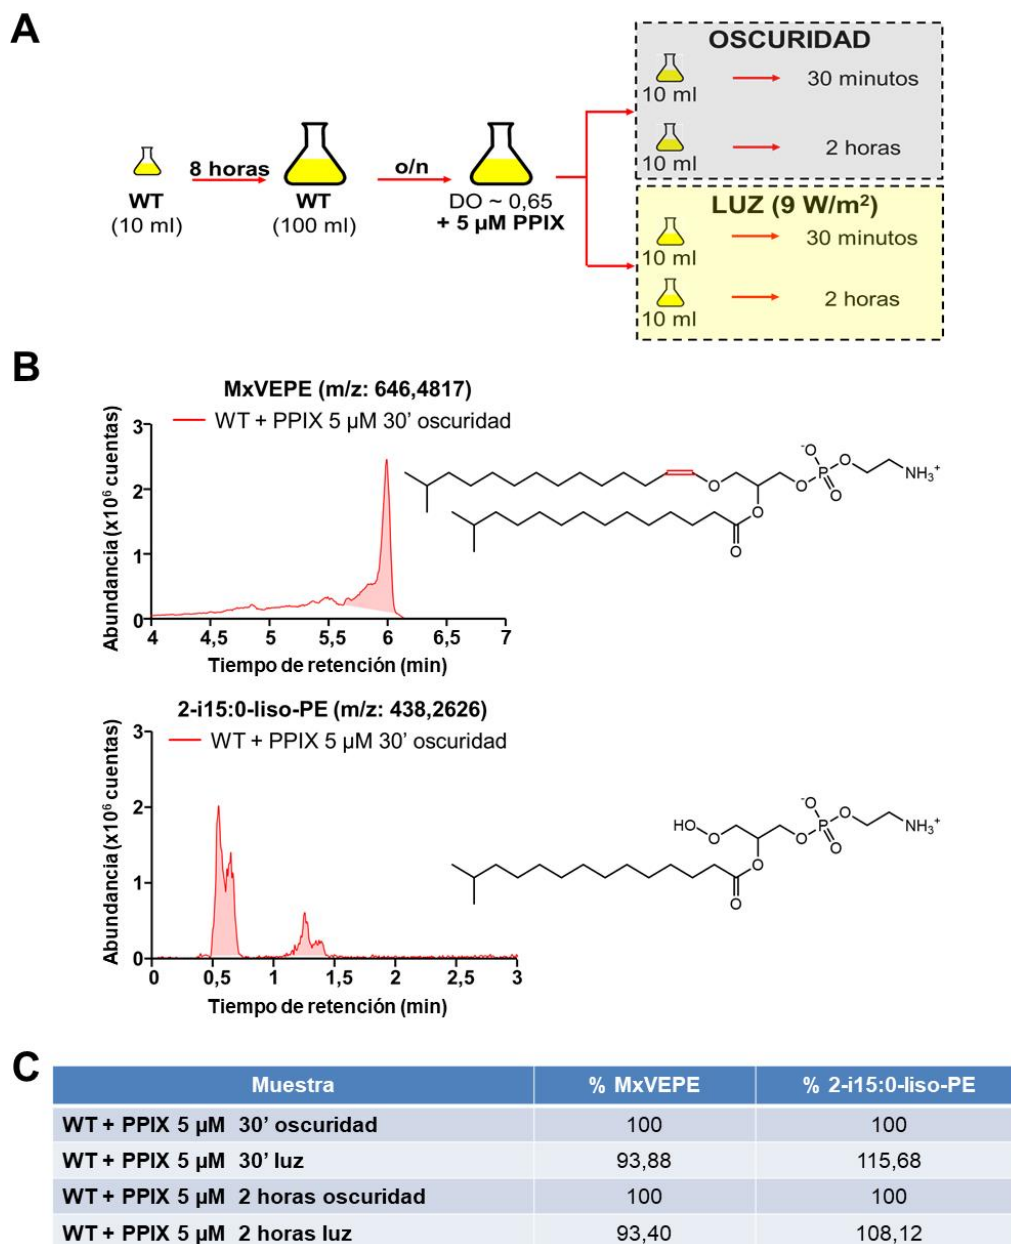 A
8 horas
o/n
WT
(10 ml)
WT
(100 ml)
DO ~ 0,65
+ 5 µM PPIX
OSCURIDAD
10 ml
30 minutos
10 ml
2 horas
LUZ (9 W/m²)
10 ml
30 minutos
10 ml
2 horas
B
MxVEPE (m/z: 646,4817)
WT + PPIX 5 µM 30’ oscuridad
Abundancia (x10⁶ cuentas)
3
2
1
0
4 4,5 5 5,5 6 6,5 7
Tiempo de retención (min)
O
O
O
O
P
⁻O
O
O
NH₃⁺
2-i15:0-liso-PE (m/z: 438,2626)
WT + PPIX 5 µM 30’ oscuridad
Abundancia (x10⁶ cuentas)
3
2
1
0
0 0,5 1 1,5 2 2,5 3
Tiempo de retención (min)
HO
O
O
O
O
P
⁻O
O
O
NH₃⁺
C
Muestra % MxVEPE % 2-i15:0-liso-PE
WT + PPIX 5 µM 30’ oscuridad 100 100
WT + PPIX 5 µM 30’ luz 93,88 115,68
WT + PPIX 5 µM 2 horas oscuridad 100 100
WT + PPIX 5 µM 2 horas luz 93,40 108,12